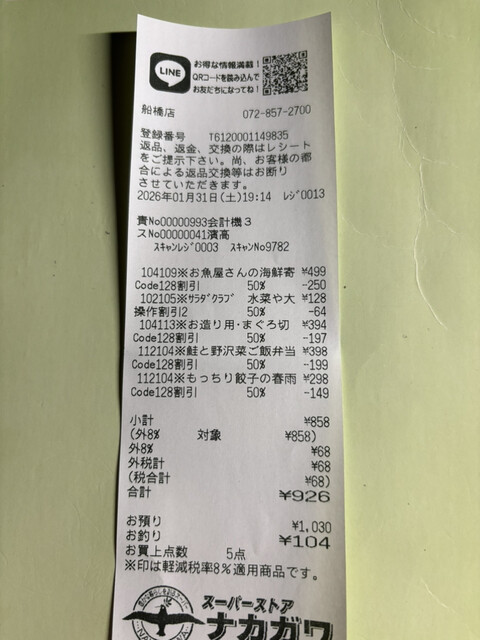 LINE
お得な情報満載!
QRコードを読み込んで
お友だちになってね!
船橋店 072-857-2700
登録番号 T6120001149835
返品、返金、交換の際はレシート
をご提示下さい。尚、お客様の都
合による返品交換等はお断り
させていただきます。
2026年01月31日(土)19:14 レジ0013
責No00000993会計機3
スNo00000041濱高
スキャンレジ0003 スキャンNo9782
104109※お魚屋さんの海鮮寄 ¥499
Code128割引 50% -250
102105※サラダクラブ 水菜や大 ¥128
操作割引2 50% -64
104113※お造り用・まぐろ切 ¥394
Code128割引 50% -197
112104※鮭と野沢菜ご飯弁当 ¥398
Code128割引 50% -199
112104※もっちり餃子の春雨 ¥298
Code128割引 50% -149
小計 ¥858
(外8% 対象 ¥858)
外8% ¥68
外税計 ¥68
(税合計 ¥68)
合計 ¥926
お預り ¥1,030
お釣り ¥104
お買上点数 5点
※印は軽減税率8%適用商品です。
スーパーストア
ナカガワ